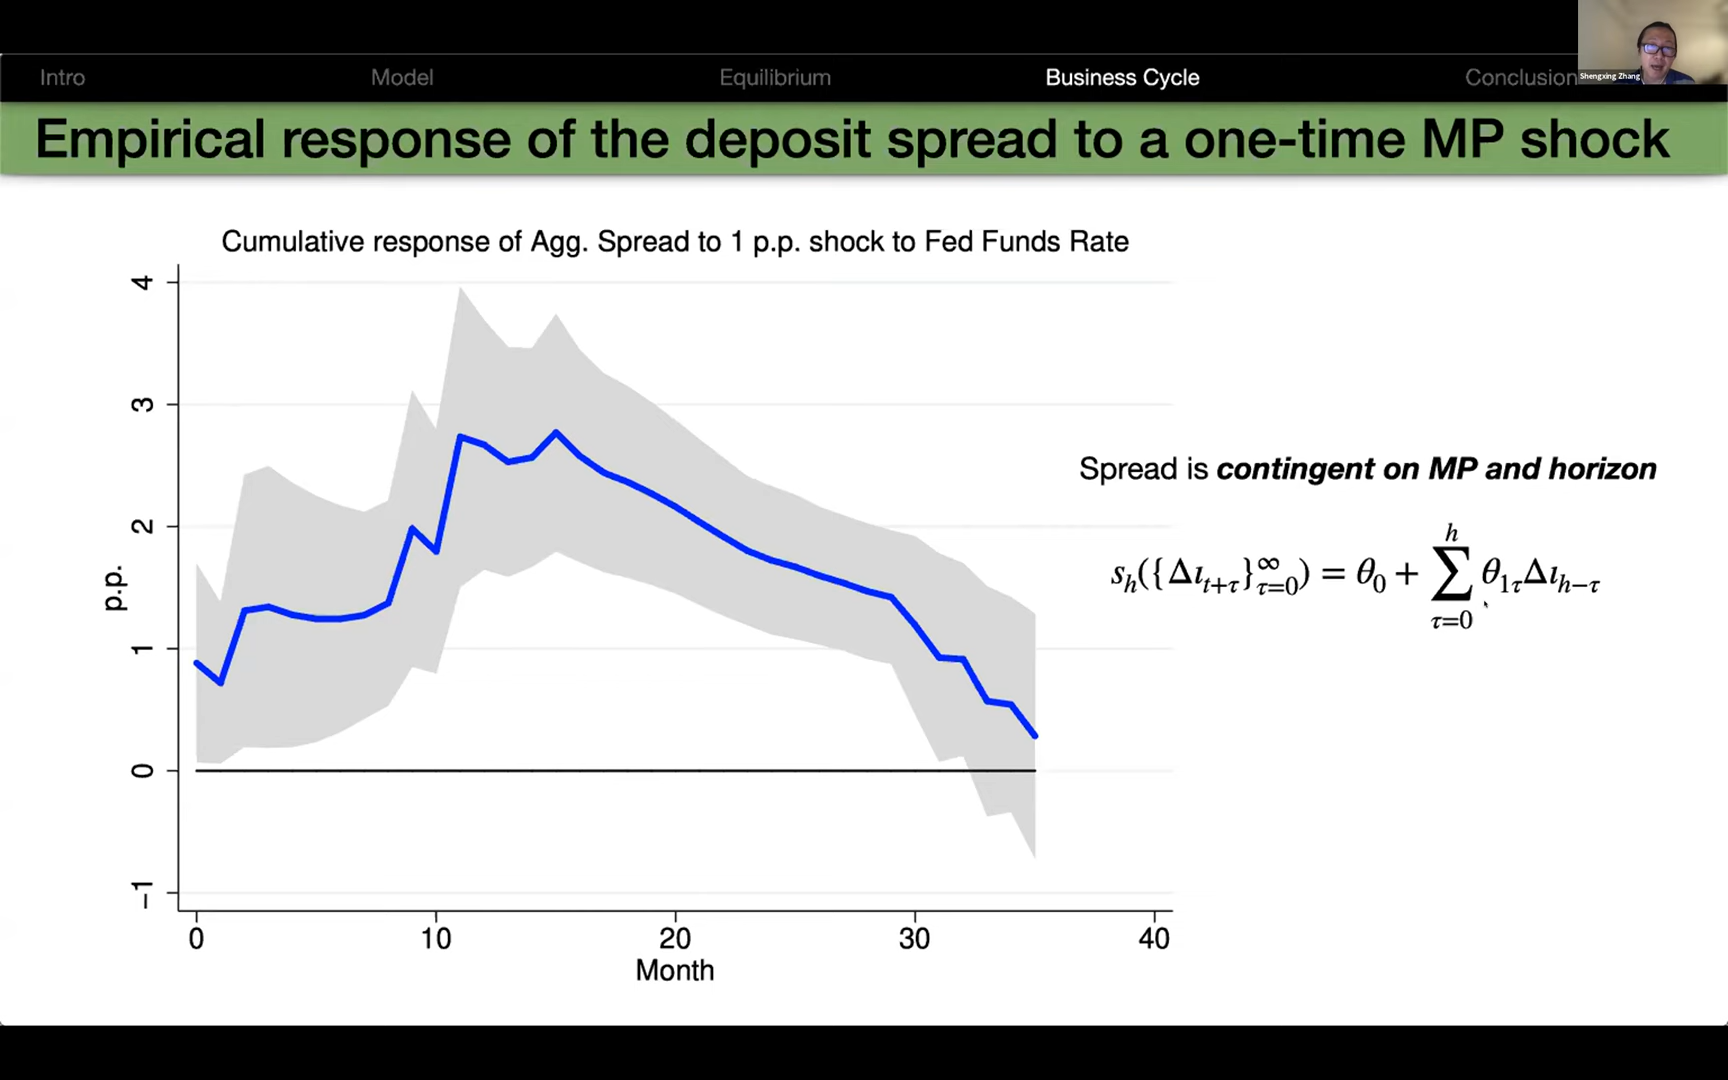 Intro Model Equilibrium Business Cycle Conclusion
Shengxing Zhang
Empirical response of the deposit spread to a one-time MP shock
Cumulative response of Agg. Spread to 1 p.p. shock to Fed Funds Rate
4
3
2
1
0
−1
p.p.
0 10 20 30 40
Month
Spread is contingent on MP and horizon
s_h({Δι_{t+τ}}_{τ=0}^∞) = θ_0 + ∑_{τ=0}^h θ_{1τ}Δι_{h−τ}